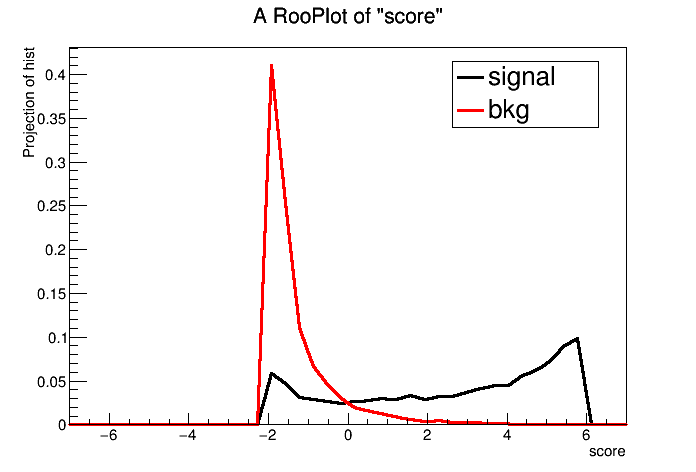 A RooPlot of "score"
Projection of hist
0.4
0.35
0.3
0.25
0.2
0.15
0.1
0.05
0
signal
bkg
−6 −4 −2 0 2 4 6
score